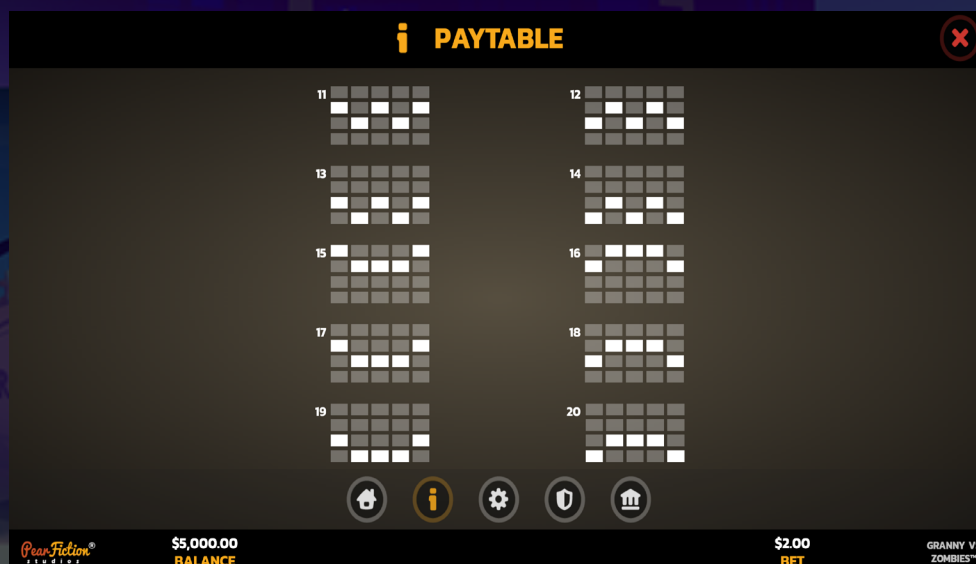 PAYTABLE
11 12
13 14
15 16
17 18
19 20
PearFiction®
studios
$5,000.00
BALANCE
$2.00
BET
GRANNY V
ZOMBIES™